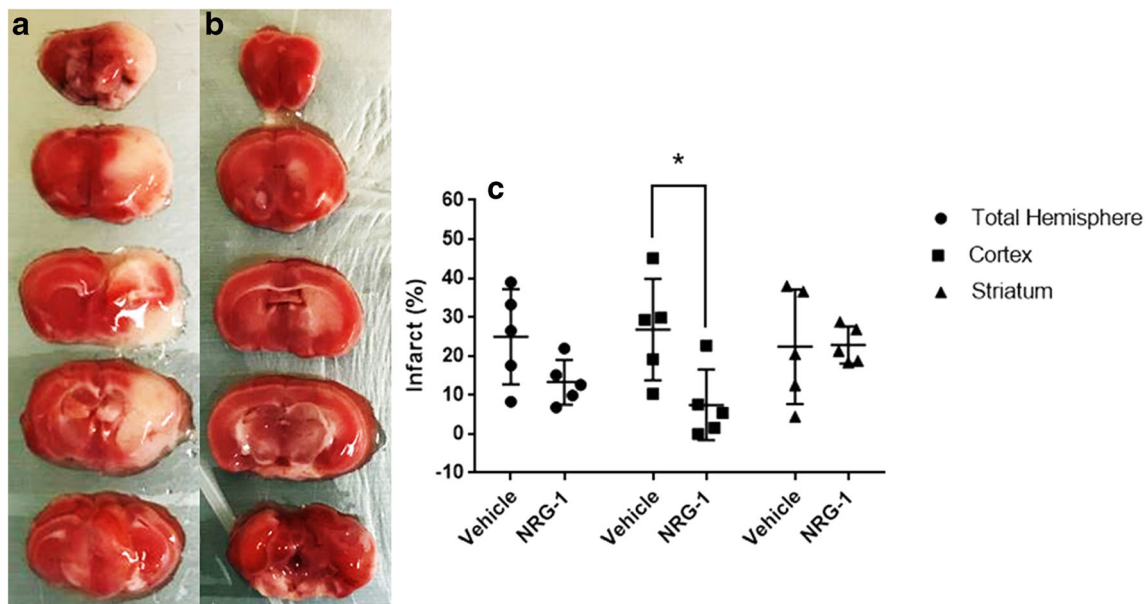 a
b
c
*
60
50
40
30
20
10
0
-10
Infarct (%)
Vehicle
NRG-1
Vehicle
NRG-1
Vehicle
NRG-1
Total Hemisphere
Cortex
Striatum